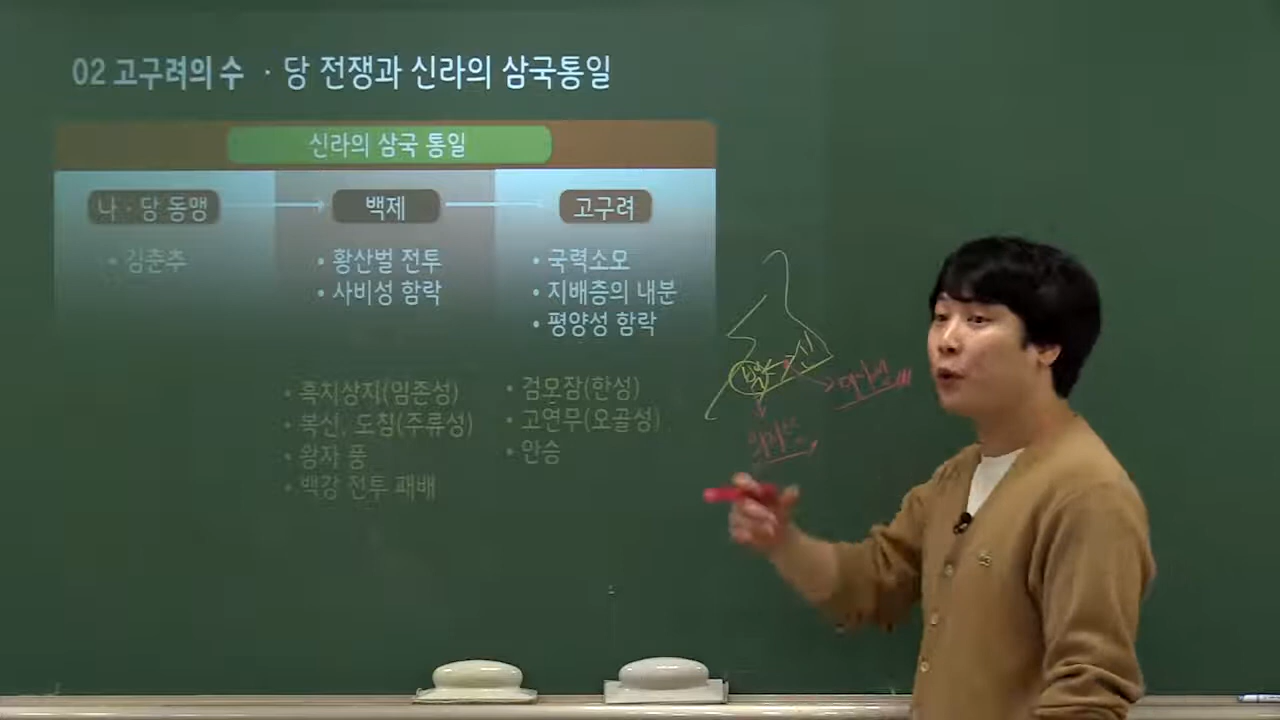 02 고구려의 수 · 당 전쟁과 신라의 삼국통일
신라의 삼국 통일
나 · 당 동맹
백제
고구려
• 김춘추
• 황산벌 전투
• 사비성 함락
• 국력소모
• 지배층의 내분
• 평양성 함락
• 흑치상지(임존성)
• 복신, 도침(주류성)
• 왕자 풍
• 백강 전투 패배
• 검모잠(한성)
• 고연무(오골성)
• 안승
신